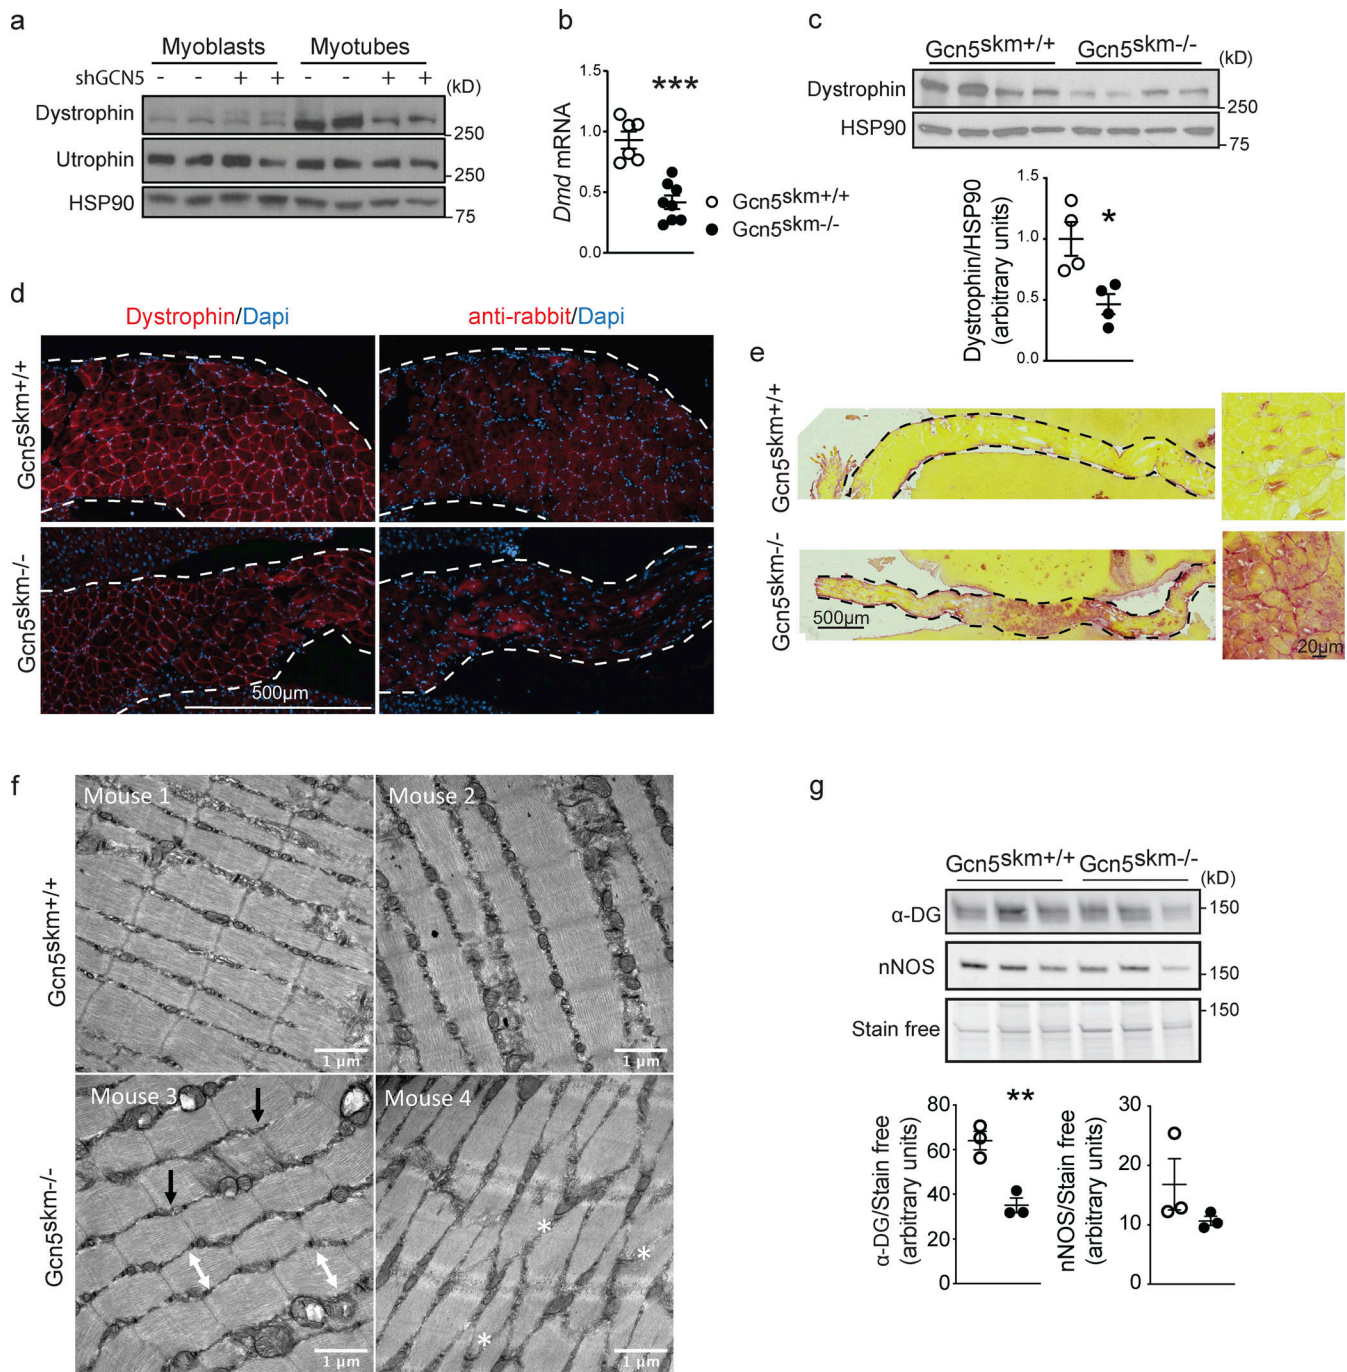 a
Myoblasts Myotubes
shGCN5 - - + + - - + + (kD)
Dystrophin
250
Utrophin
250
HSP90
75
b
1.5
1.0
0.5
0.0
Dmd mRNA
***
Gcn5skm+/+
Gcn5skm-/-
c
Gcn5skm+/+ Gcn5skm-/-
(kD)
Dystrophin
250
HSP90
75
1.5
1.0
0.5
0.0
Dystrophin/HSP90
(arbitrary units)
*
d
Dystrophin/Dapi anti-rabbit/Dapi
Gcn5skm+/+
Gcn5skm-/-
500µm
e
Gcn5skm+/+
Gcn5skm-/-
500µm
20µm
f
Gcn5skm+/+
Mouse 1 Mouse 2
1 µm 1 µm
Gcn5skm-/-
Mouse 3 Mouse 4
*
*
*
1 µm 1 µm
g
Gcn5skm+/+ Gcn5skm-/-
(kD)
α-DG
150
nNOS
150
Stain free
150
80
60
40
20
0
α-DG/Stain free
(arbitrary units)
**
30
20
10
0
nNOS/Stain free
(arbitrary units)